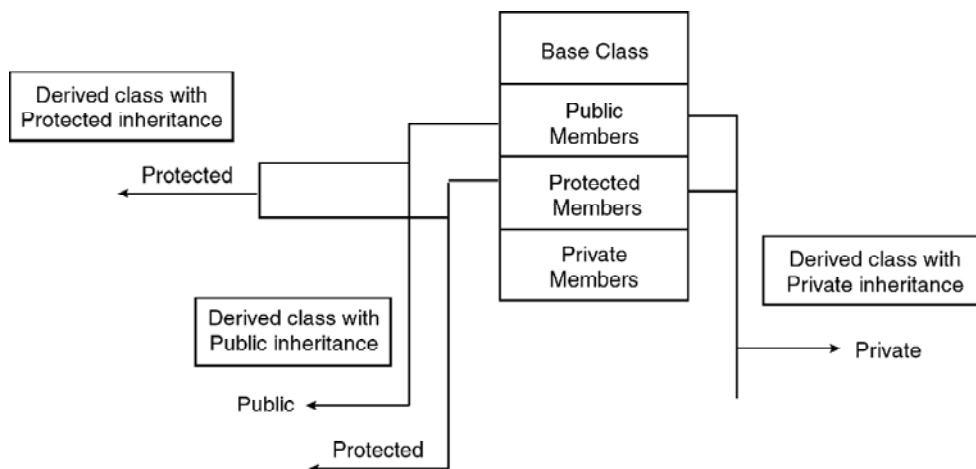 Base Class
Derived class with
Protected inheritance
Public
Members
Protected
Protected
Members
Private
Members
Derived class with
Private inheritance
Derived class with
Public inheritance
Private
Public
Protected